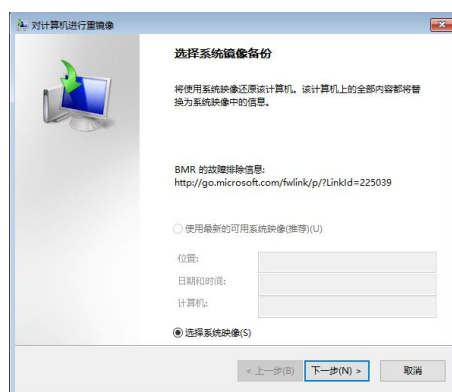 对计算机进行重镜像
选择系统镜像备份
将使用系统映像还原该计算机。该计算机上的全部内容都将替
换为系统映像中的信息。
BMR 的故障排除信息:
http://go.microsoft.com/fwlink/p/?LinkId=225039
使用最新的可用系统映像(推荐)(U)
位置:
日期和时间:
计算机:
选择系统映像(S)
< 上一步(B) 下一步(N) > 取消